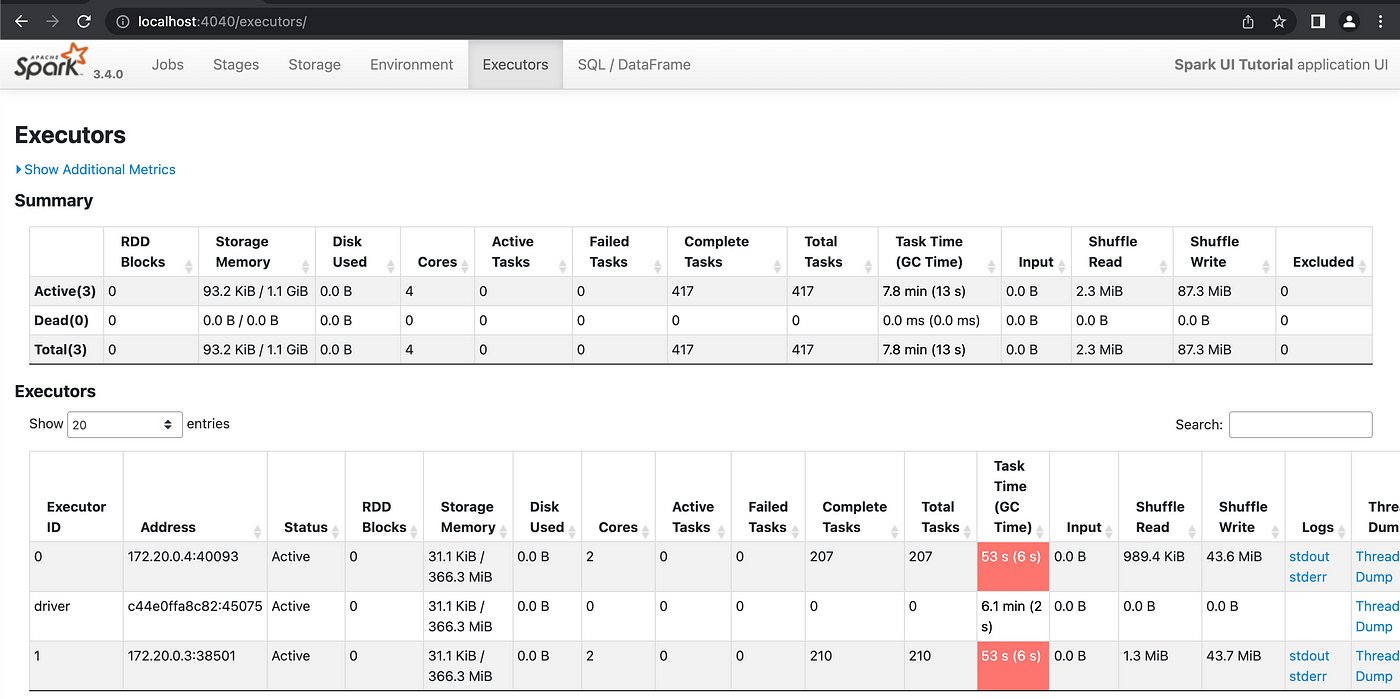 localhost:4040/executors/
APACHE Spark 3.4.0 Jobs Stages Storage Environment Executors SQL / DataFrame Spark UI Tutorial application UI
Executors
Show Additional Metrics
Summary
RDD Blocks Storage Memory Disk Used Cores Active Tasks Failed Tasks Complete Tasks Total Tasks Task Time (GC Time) Input Shuffle Read Shuffle Write Excluded
Active(3) 0 93.2 KiB / 1.1 GiB 0.0 B 4 0 0 417 417 7.8 min (13 s) 0.0 B 2.3 MiB 87.3 MiB 0
Dead(0) 0 0.0 B / 0.0 B 0.0 B 0 0 0 0 0 0.0 ms (0.0 ms) 0.0 B 0.0 B 0.0 B 0
Total(3) 0 93.2 KiB / 1.1 GiB 0.0 B 4 0 0 417 417 7.8 min (13 s) 0.0 B 2.3 MiB 87.3 MiB 0
Executors
Show 20 entries Search:
Executor ID Address Status RDD Blocks Storage Memory Disk Used Cores Active Tasks Failed Tasks Complete Tasks Total Tasks Task Time (GC Time) Input Shuffle Read Shuffle Write Logs Thre Dum
0 172.20.0.4:40093 Active 0 31.1 KiB / 366.3 MiB 0.0 B 2 0 0 207 207 53 s (6 s) 0.0 B 989.4 KiB 43.6 MiB stdout stderr Thread Dump
driver c44e0ffa8c82:45075 Active 0 31.1 KiB / 366.3 MiB 0.0 B 0 0 0 0 0 6.1 min (2 s) 0.0 B 0.0 B 0.0 B Thread Dump
1 172.20.0.3:38501 Active 0 31.1 KiB / 366.3 MiB 0.0 B 2 0 0 210 210 53 s (6 s) 0.0 B 1.3 MiB 43.7 MiB stdout stderr Thread Dump